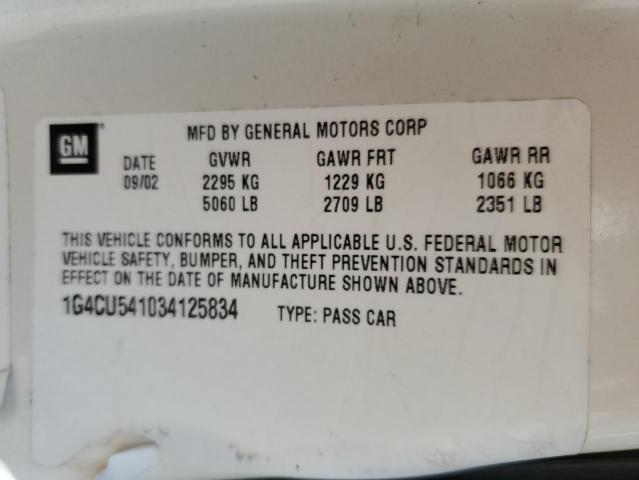 GM
MFD BY GENERAL MOTORS CORP
DATE GVWR GAWR FRT GAWR RR
09/02 2295 KG 1229 KG 1066 KG
5060 LB 2709 LB 2351 LB
THIS VEHICLE CONFORMS TO ALL APPLICABLE U.S. FEDERAL MOTOR
VEHICLE SAFETY, BUMPER, AND THEFT PREVENTION STANDARDS IN
EFFECT ON THE DATE OF MANUFACTURE SHOWN ABOVE.
1G4CU541034125834 TYPE: PASS CAR